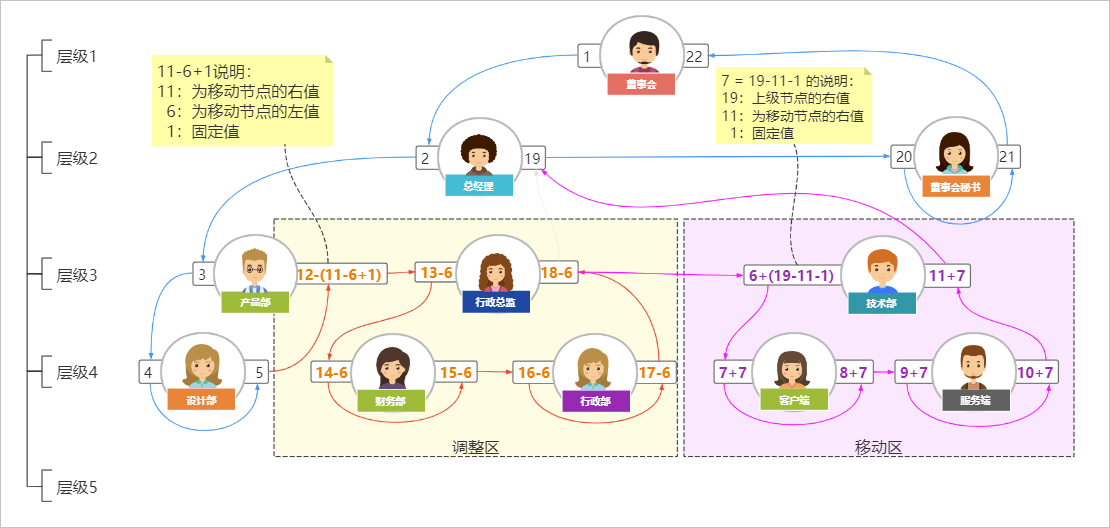 层级1
1
22
董事会
11-6+1说明：
11：为移动节点的右值
6：为移动节点的左值
1：固定值
7 = 19-11-1 的说明：
19：上级节点的右值
11：为移动节点的右值
1：固定值
层级2
2
19
总经理
20
21
董事会秘书
层级3
3
12-(11-6+1)
产品部
13-6
18-6
行政总监
6+(19-11-1)
11+7
技术部
层级4
4
5
设计部
14-6
15-6
财务部
16-6
17-6
行政部
7+7
8+7
客户端
9+7
10+7
服务端
调整区
移动区
层级5